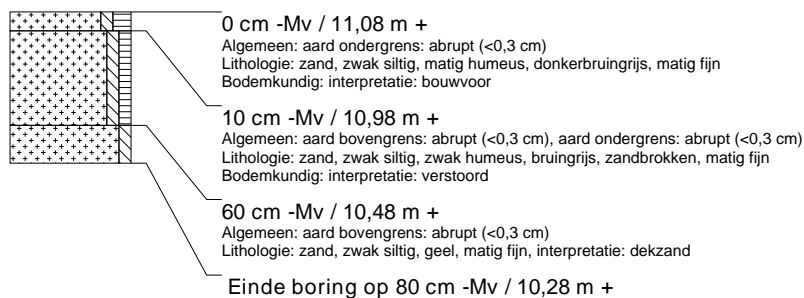 0 cm -Mv / 11,08 m +
Algemeen: aard ondergrens: abrupt (<0,3 cm)
Lithologie: zand, zwak siltig, matig humeus, donkerbruingrijs, matig fijn
Bodemkundig: interpretatie: bouwvoor
10 cm -Mv / 10,98 m +
Algemeen: aard bovengrens: abrupt (<0,3 cm), aard ondergrens: abrupt (<0,3 cm)
Lithologie: zand, zwak siltig, zwak humeus, bruingrijs, zandbrokken, matig fijn
Bodemkundig: interpretatie: verstoord
60 cm -Mv / 10,48 m +
Algemeen: aard bovengrens: abrupt (<0,3 cm)
Lithologie: zand, zwak siltig, geel, matig fijn, interpretatie: dekzand
Einde boring op 80 cm -Mv / 10,28 m +